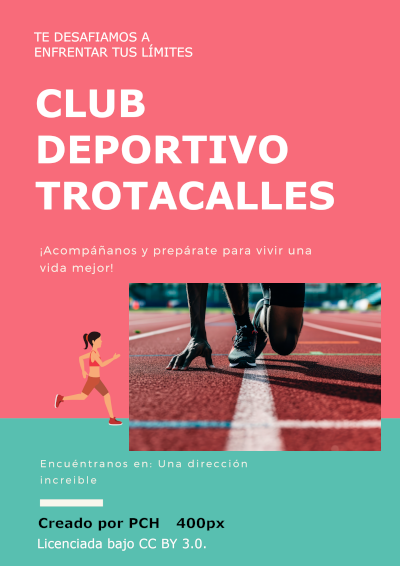 TE DESAFIAMOS A
ENFRENTAR TUS LÍMITES
CLUB
DEPORTIVO
TROTACALLES
¡Acompáñanos y prepárate para vivir una
vida mejor!
Encuéntranos en: Una dirección
increible
Creado por PCH 400px
Licenciada bajo CC BY 3.0.